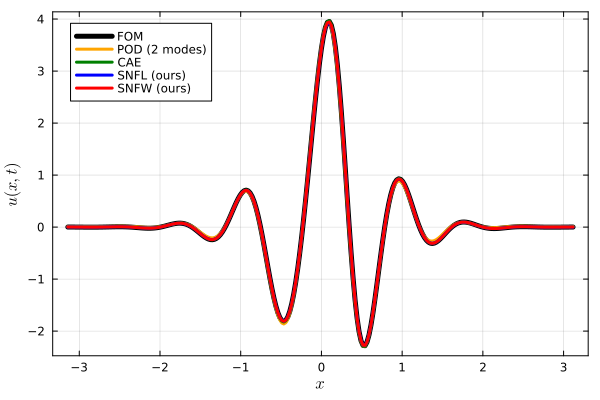 FOM
POD (2 modes)
CAE
SNFL (ours)
SNFW (ours)
4
3
2
1
0
−1
−2
u(x, t)
−3 −2 −1 0 1 2 3
x